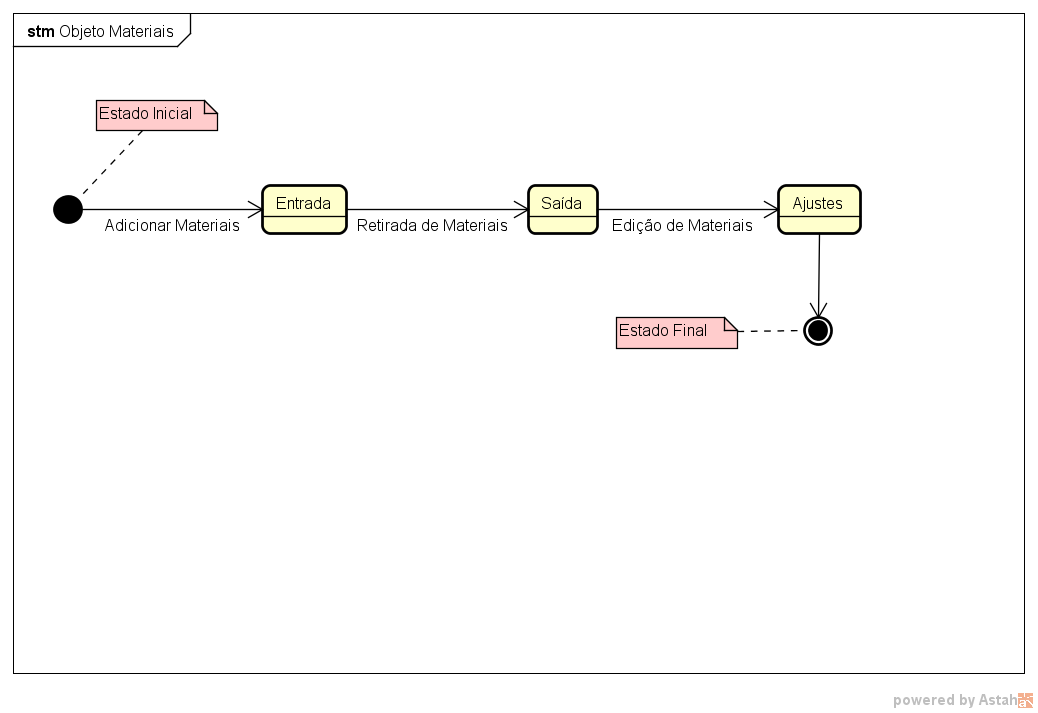 stm Objeto Materiais
Estado Inicial
Entrada
Saída
Ajustes
Adicionar Materiais
Retirada de Materiais
Edição de Materiais
Estado Final
powered by Astah